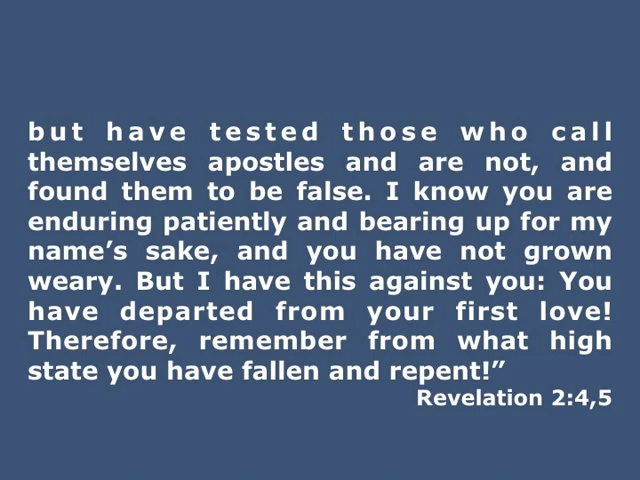 but have tested those who call
themselves apostles and are not, and
found them to be false. I know you are
enduring patiently and bearing up for my
name’s sake, and you have not grown
weary. But I have this against you: You
have departed from your first love!
Therefore, remember from what high
state you have fallen and repent!”
Revelation 2:4,5